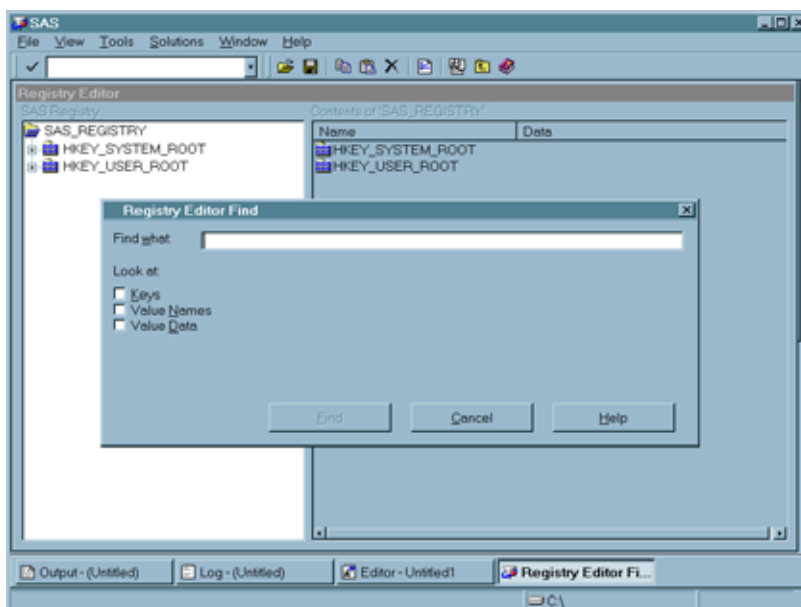 SAS
File View Tools Solutions Window Help
Registry Editor
SAS Registry
Contents of 'SAS_REGISTRY'
SAS_REGISTRY
HKEY_SYSTEM_ROOT
HKEY_USER_ROOT
Name Data
HKEY_SYSTEM_ROOT
HKEY_USER_ROOT
Registry Editor Find
Find what:
Look at:
Keys
Value Names
Value Data
Find Cancel Help
Output - (Untitled) Log - (Untitled) Editor - Untitled1 Registry Editor Fi...
C:\